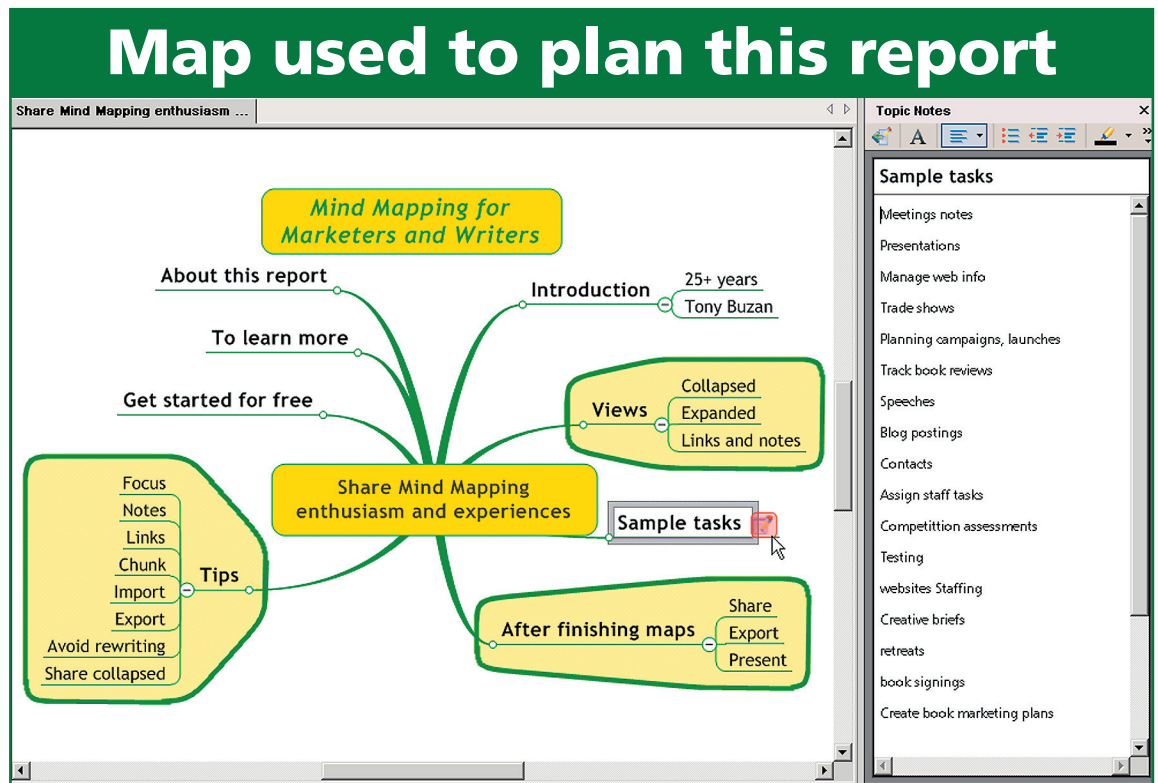 Map used to plan this report
Share Mind Mapping enthusiasm ...
Mind Mapping for
Marketers and Writers
About this report
To learn more
Get started for free
Introduction
25+ years
Tony Buzan
Views
Collapsed
Expanded
Links and notes
Share Mind Mapping
enthusiasm and experiences
Sample tasks
Tips
Focus
Notes
Links
Chunk
Import
Export
Avoid rewriting
Share collapsed
After finishing maps
Share
Export
Present
Topic Notes
A
Sample tasks
Meetings notes
Presentations
Manage web info
Trade shows
Planning campaigns, launches
Track book reviews
Speeches
Blog postings
Contacts
Assign staff tasks
Competittion assessments
Testing
websites Staffing
Creative briefs
retreats
book signings
Create book marketing plans